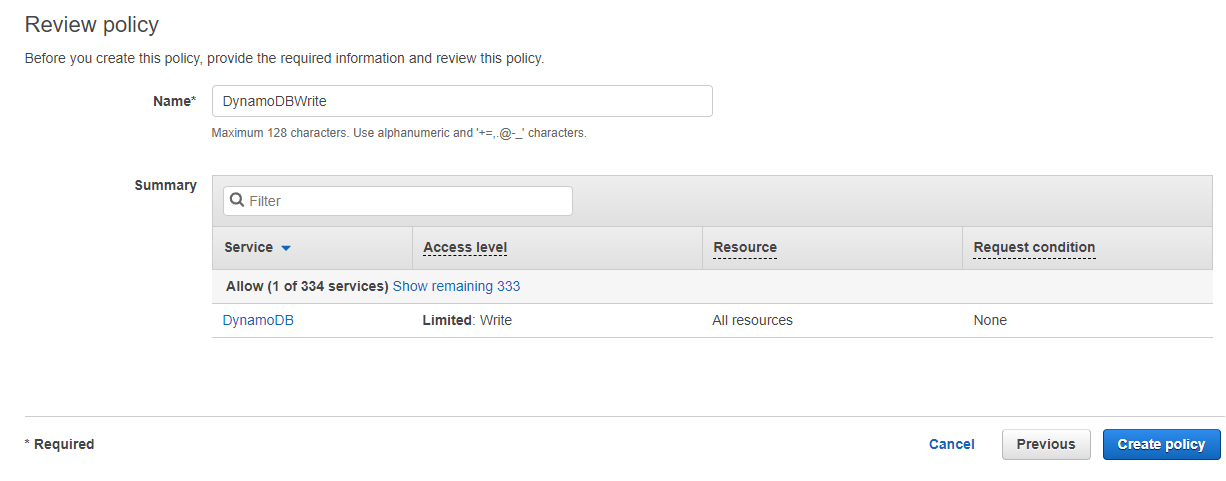 Review policy
Before you create this policy, provide the required information and review this policy.
Name* DynamoDBWrite
Maximum 128 characters. Use alphanumeric and '+=,.@-_' characters.
Summary
Filter
Service Access level Resource Request condition
Allow (1 of 334 services) Show remaining 333
DynamoDB Limited: Write All resources None
* Required Cancel Previous Create policy